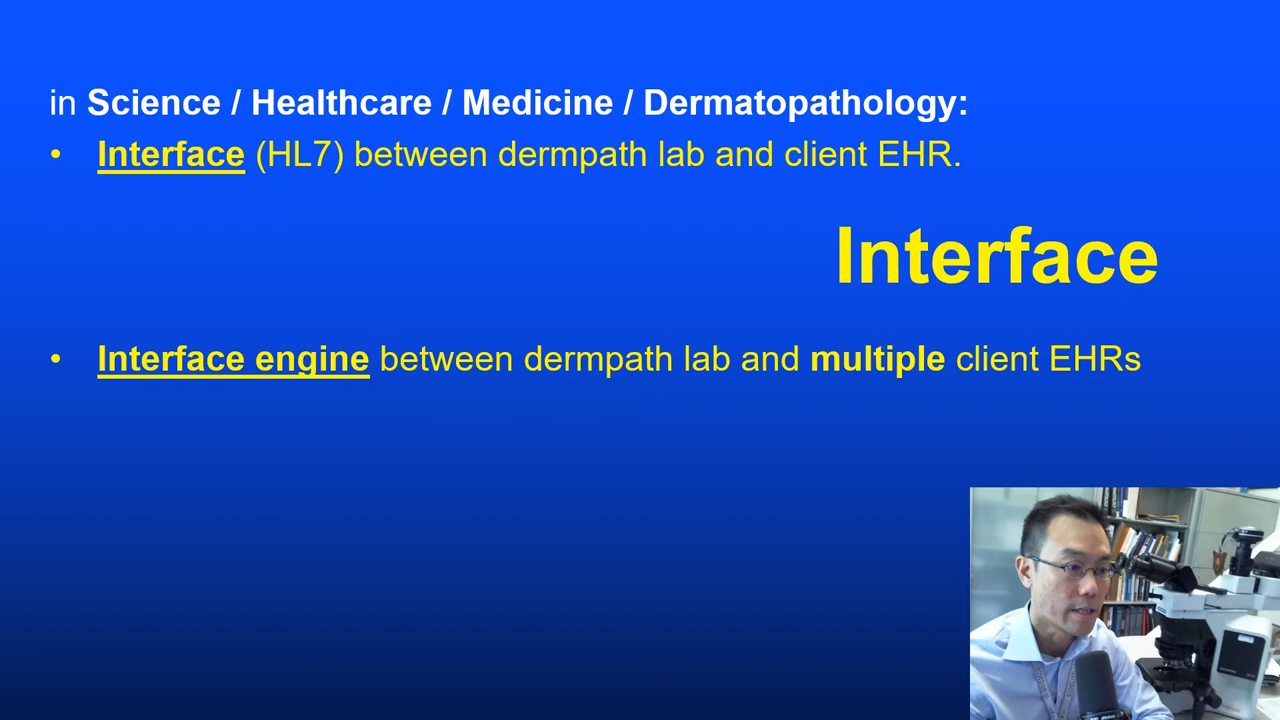 in Science / Healthcare / Medicine / Dermatopathology:
• Interface (HL7) between dermpath lab and client EHR.
Interface
• Interface engine between dermpath lab and multiple client EHRs